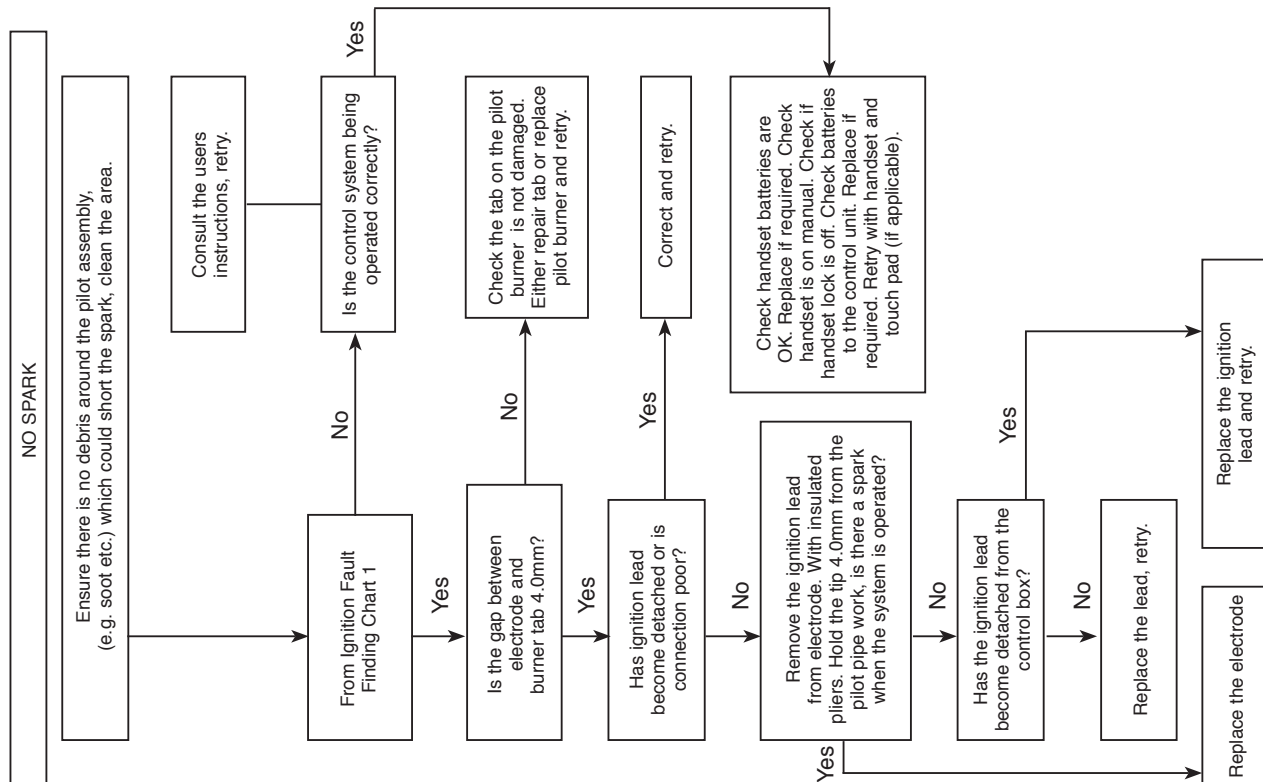 NO SPARK
Ensure there is no debris around the pilot assembly,
(e.g. soot etc.) which could short the spark, clean the area.
From Ignition Fault
Finding Chart 1
No
Is the control system being
operated correctly?
Consult the users
instructions, retry.
Yes
Yes
Is the gap between
electrode and
burner tab 4.0mm?
No
Check the tab on the pilot
burner is not damaged.
Either repair tab or replace
pilot burner and retry.
Yes
Has ignition lead
become detached or is
connection poor?
Yes
Correct and retry.
No
Remove the ignition lead
from electrode. With insulated
pliers. Hold the tip 4.0mm from the
pilot pipe work, is there a spark
when the system is operated?
Check handset batteries are
OK. Replace if required. Check
handset is on manual. Check if
handset lock is off. Check batteries
to the control unit. Replace if
required. Retry with handset and
touch pad (if applicable).
Yes
No
Has the ignition lead
become detached from the
control box?
Yes
No
Replace the lead, retry.
Replace the electrode
Replace the ignition
lead and retry.